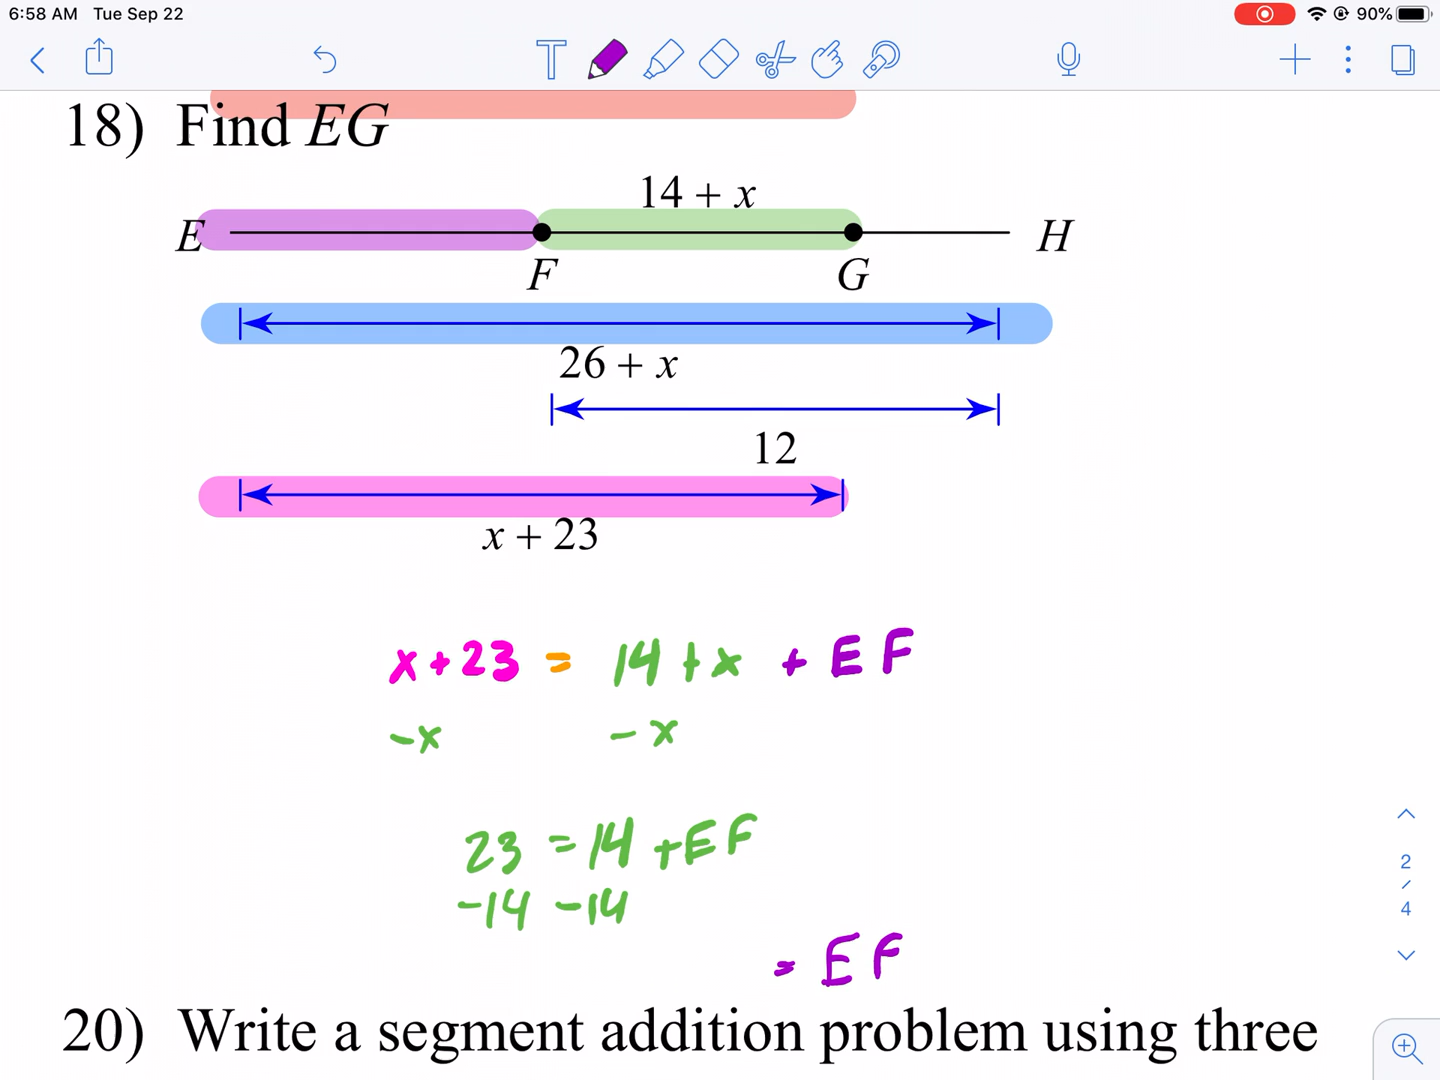 6:58 AM Tue Sep 22 90%
18) Find EG
14 + x
E H
F G
26 + x
12
x + 23
x + 23 = 14 + x + EF
-x - x
23 = 14 + EF
-14 -14
= EF
2
/
4
20) Write a segment addition problem using three